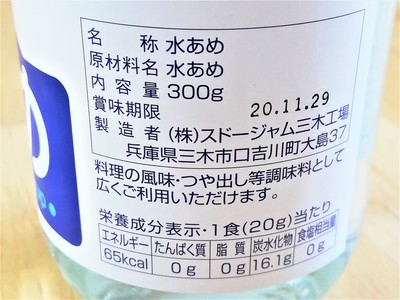 名称 水あめ
原材料名 水あめ
内容量 300g
賞味期限 20.11.29
製造者 (株)スドージャム三木工場
兵庫県三木市口吉川町大島37
料理の風味・つや出し等調味料として
広くご利用いただけます。
栄養成分表示・1食(20g)当たり
エネルギー たんぱく質 脂質 炭水化物 食塩相当量
65kcal 0g 0g 16.1g 0g